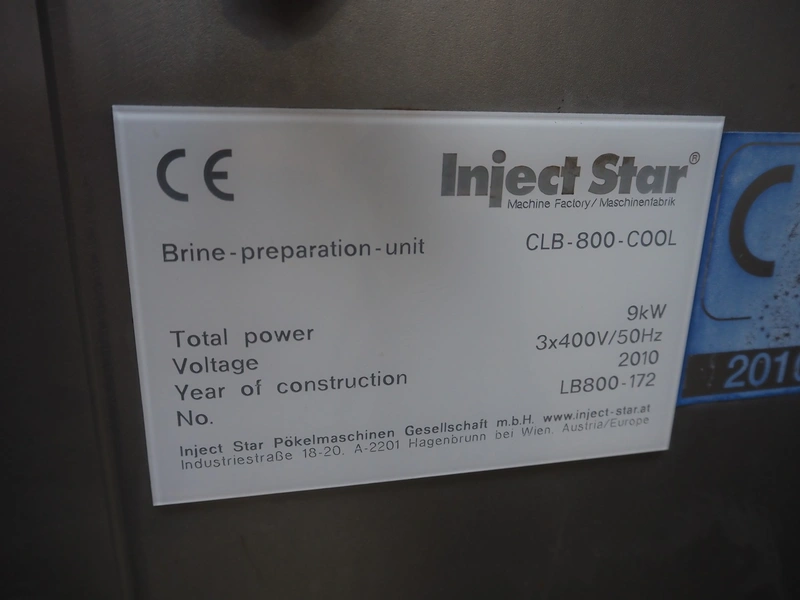 CE
Inject Star®
Machine Factory/Maschinenfabrik
Brine-preparation-unit CLB-800-COOL
Total power 9kW
Voltage 3x400V/50Hz
Year of construction 2010
No. LB800-172
Inject Star Pökelmaschinen Gesellschaft m.b.H. www.inject-star.at
Industriestraße 18-20. A-2201 Hagenbrunn bei Wien. Austria/Europe
C